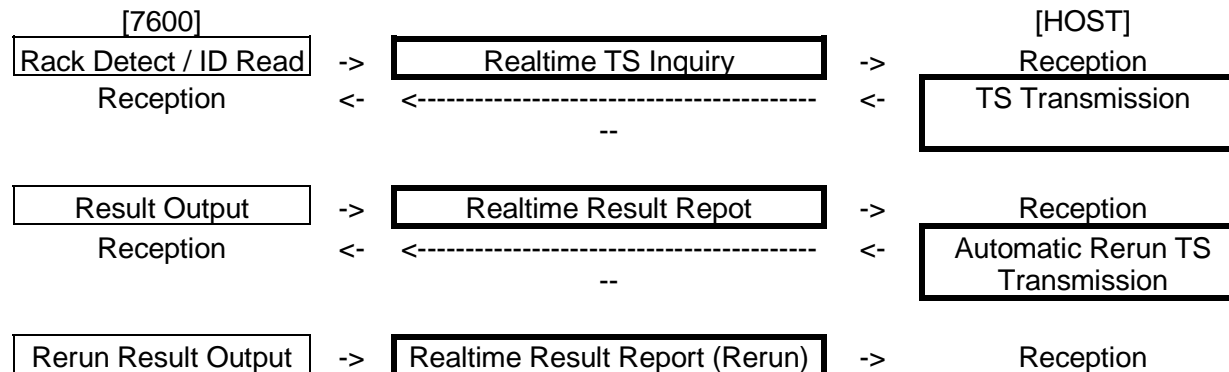 [7600] [HOST]
Rack Detect / ID Read -> Realtime TS Inquiry -> Reception
Reception <- <------------------------------------------ <- TS Transmission
--
Result Output -> Realtime Result Repot -> Reception
Reception <- <------------------------------------------ <- Automatic Rerun TS
-- Transmission
Rerun Result Output -> Realtime Result Report (Rerun) -> Reception